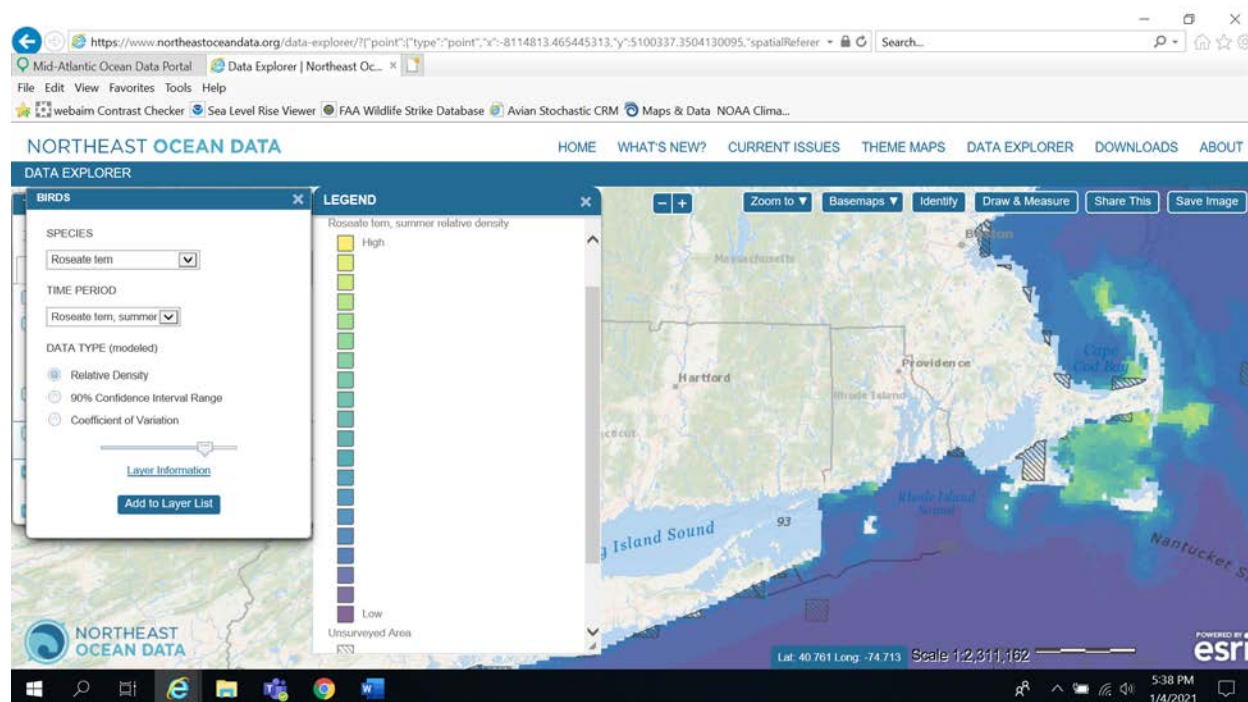 https://www.northeastoceandata.org/data-explorer/?{"point":{"type":"point","x":-8114813.465445313,"y":5100337.3504130095,"spatialReferer
Search...
Mid-Atlantic Ocean Data Portal
Data Explorer | Northeast Oc...
File Edit View Favorites Tools Help
webaim Contrast Checker Sea Level Rise Viewer FAA Wildlife Strike Database Avian Stochastic CRM Maps & Data NOAA Clima...
NORTHEAST OCEAN DATA
HOME WHAT'S NEW? CURRENT ISSUES THEME MAPS DATA EXPLORER DOWNLOADS ABOUT
DATA EXPLORER
BIRDS
SPECIES
Roseate tern
TIME PERIOD
Roseate tern, summer
DATA TYPE (modeled)
Relative Density
90% Confidence Interval Range
Coefficient of Variation
Layer Information
Add to Layer List
LEGEND
Roseate tern, summer relative density
High
Low
Unsurveyed Area
Zoom to Basemaps Identify Draw & Measure Share This Save Image
Boston
Massachusetts
Cape
Cod Bay
Providence
Hartford
Rhode Island
Rhode Island
Sound
Island Sound
93
Nantucket S
Lat: 40.761 Long: -74.713
Scale 1:2,311,162
POWERED BY
esri
NORTHEAST
OCEAN DATA
5:38 PM
1/4/2021